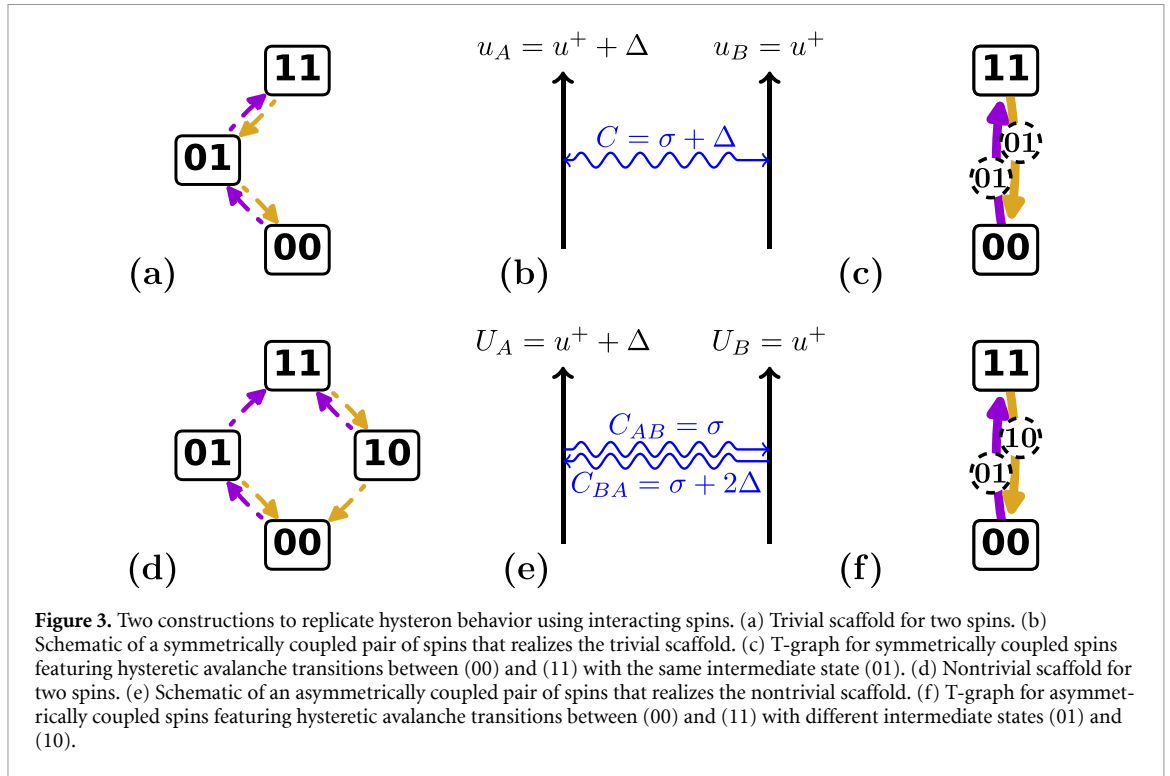 11
01
00
(a)
u_A = u^+ + Δ
u_B = u^+
C = σ + Δ
(b)
11
01
01
00
(c)
11
01
10
00
(d)
U_A = u^+ + Δ
U_B = u^+
C_{AB} = σ
C_{BA} = σ + 2Δ
(e)
11
10
01
00
(f)
Figure 3. Two constructions to replicate hysteron behavior using interacting spins. (a) Trivial scaffold for two spins. (b)
Schematic of a symmetrically coupled pair of spins that realizes the trivial scaffold. (c) T-graph for symmetrically coupled spins
featuring hysteretic avalanche transitions between (00) and (11) with the same intermediate state (01). (d) Nontrivial scaffold for
two spins. (e) Schematic of an asymmetrically coupled pair of spins that realizes the nontrivial scaffold. (f) T-graph for asymmet-
rically coupled spins featuring hysteretic avalanche transitions between (00) and (11) with different intermediate states (01) and
(10).